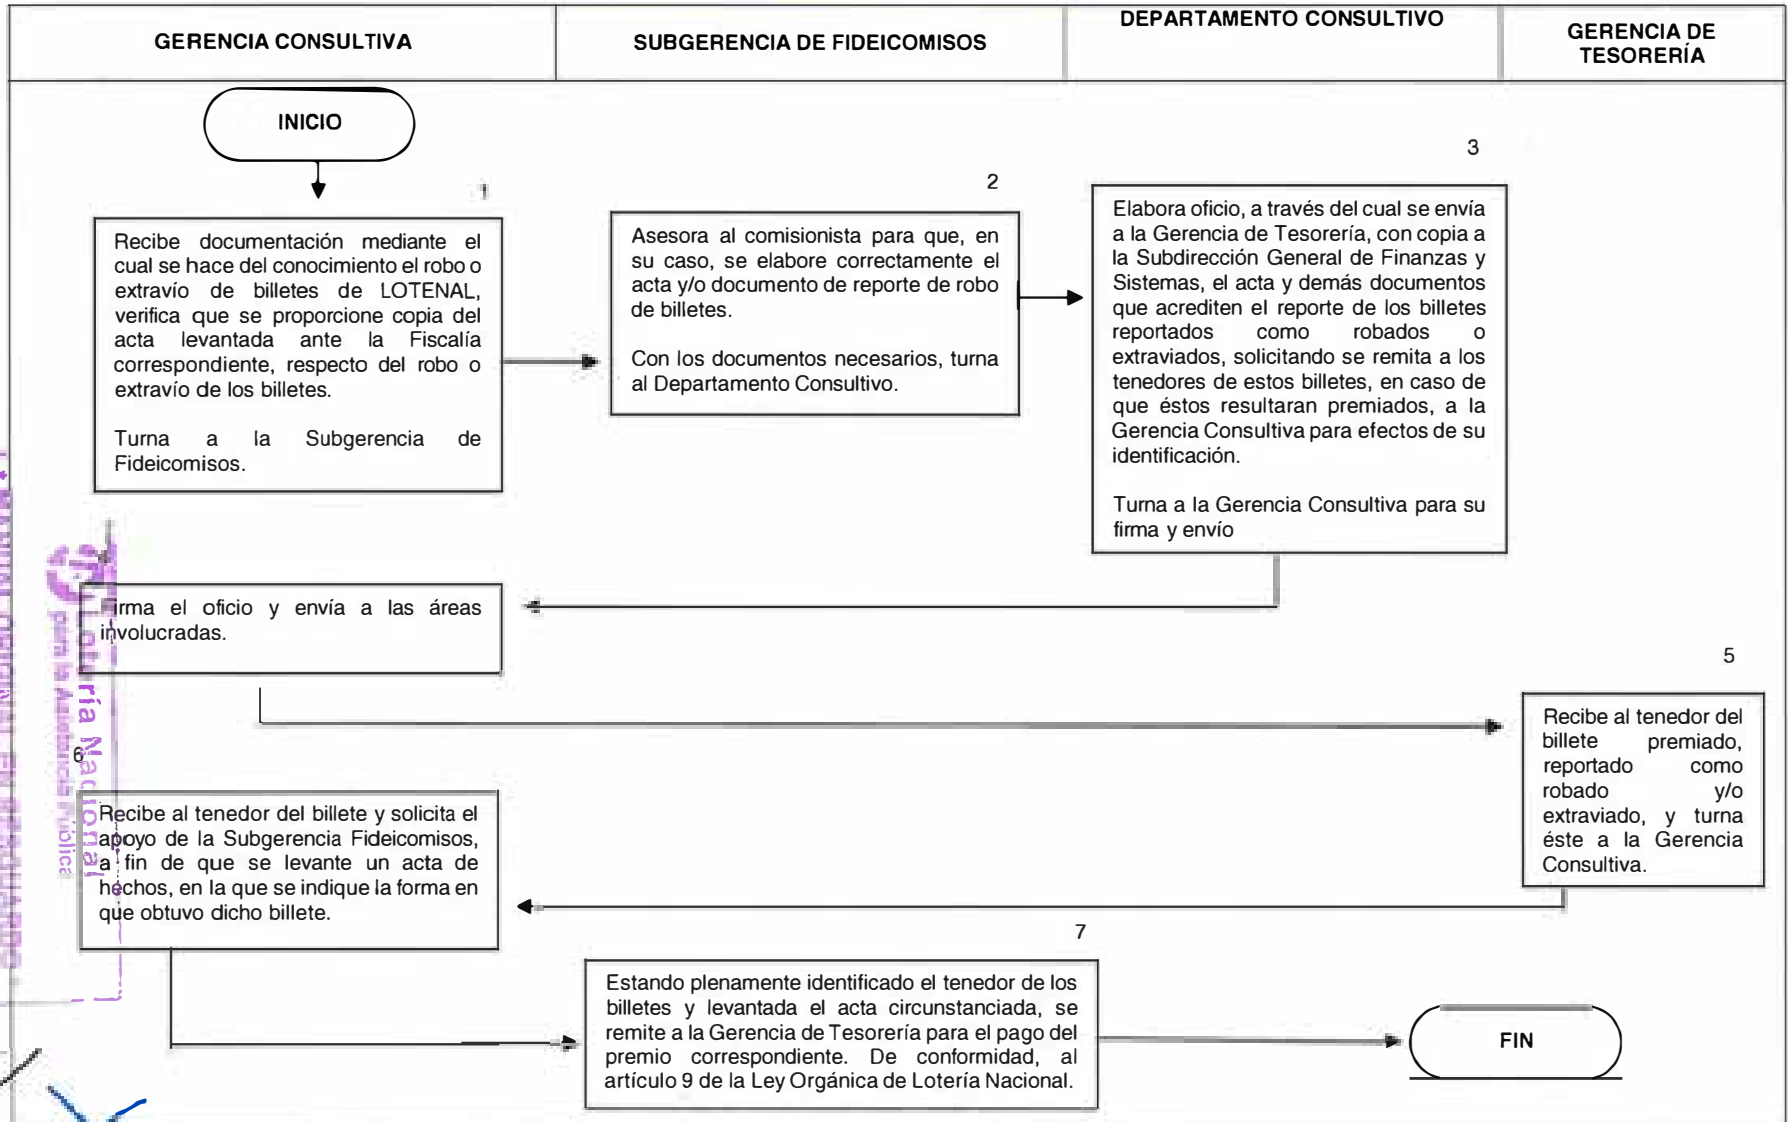 GERENCIA CONSULTIVA
SUBGERENCIA DE FIDEICOMISOS
DEPARTAMENTO CONSULTIVO
GERENCIA DE
TESORERÍA
INICIO
1
Recibe documentación mediante el
cual se hace del conocimiento el robo o
extravío de billetes de LOTENAL,
verifica que se proporcione copia del
acta levantada ante la Fiscalía
correspondiente, respecto del robo o
extravío de los billetes.
Turna a la Subgerencia de
Fideicomisos.
2
Asesora al comisionista para que, en
su caso, se elabore correctamente el
acta y/o documento de reporte de robo
de billetes.
Con los documentos necesarios, turna
al Departamento Consultivo.
3
Elabora oficio, a través del cual se envía
a la Gerencia de Tesorería, con copia a
la Subdirección General de Finanzas y
Sistemas, el acta y demás documentos
que acrediten el reporte de los billetes
reportados como robados o
extraviados, solicitando se remita a los
tenedores de estos billetes, en caso de
que éstos resultaran premiados, a la
Gerencia Consultiva para efectos de su
identificación.
Turna a la Gerencia Consultiva para su
firma y envío
Firma el oficio y envía a las áreas
involucradas.
5
Recibe al tenedor del
billete premiado,
reportado como
robado y/o
extraviado, y turna
éste a la Gerencia
Consultiva.
6
Recibe al tenedor del billete y solicita el
apoyo de la Subgerencia Fideicomisos,
a fin de que se levante un acta de
hechos, en la que se indique la forma en
que obtuvo dicho billete.
7
Estando plenamente identificado el tenedor de los
billetes y levantada el acta circunstanciada, se
remite a la Gerencia de Tesorería para el pago del
premio correspondiente. De conformidad, al
artículo 9 de la Ley Orgánica de Lotería Nacional.
FIN
Lotería Nacional
para la Asistencia Pública